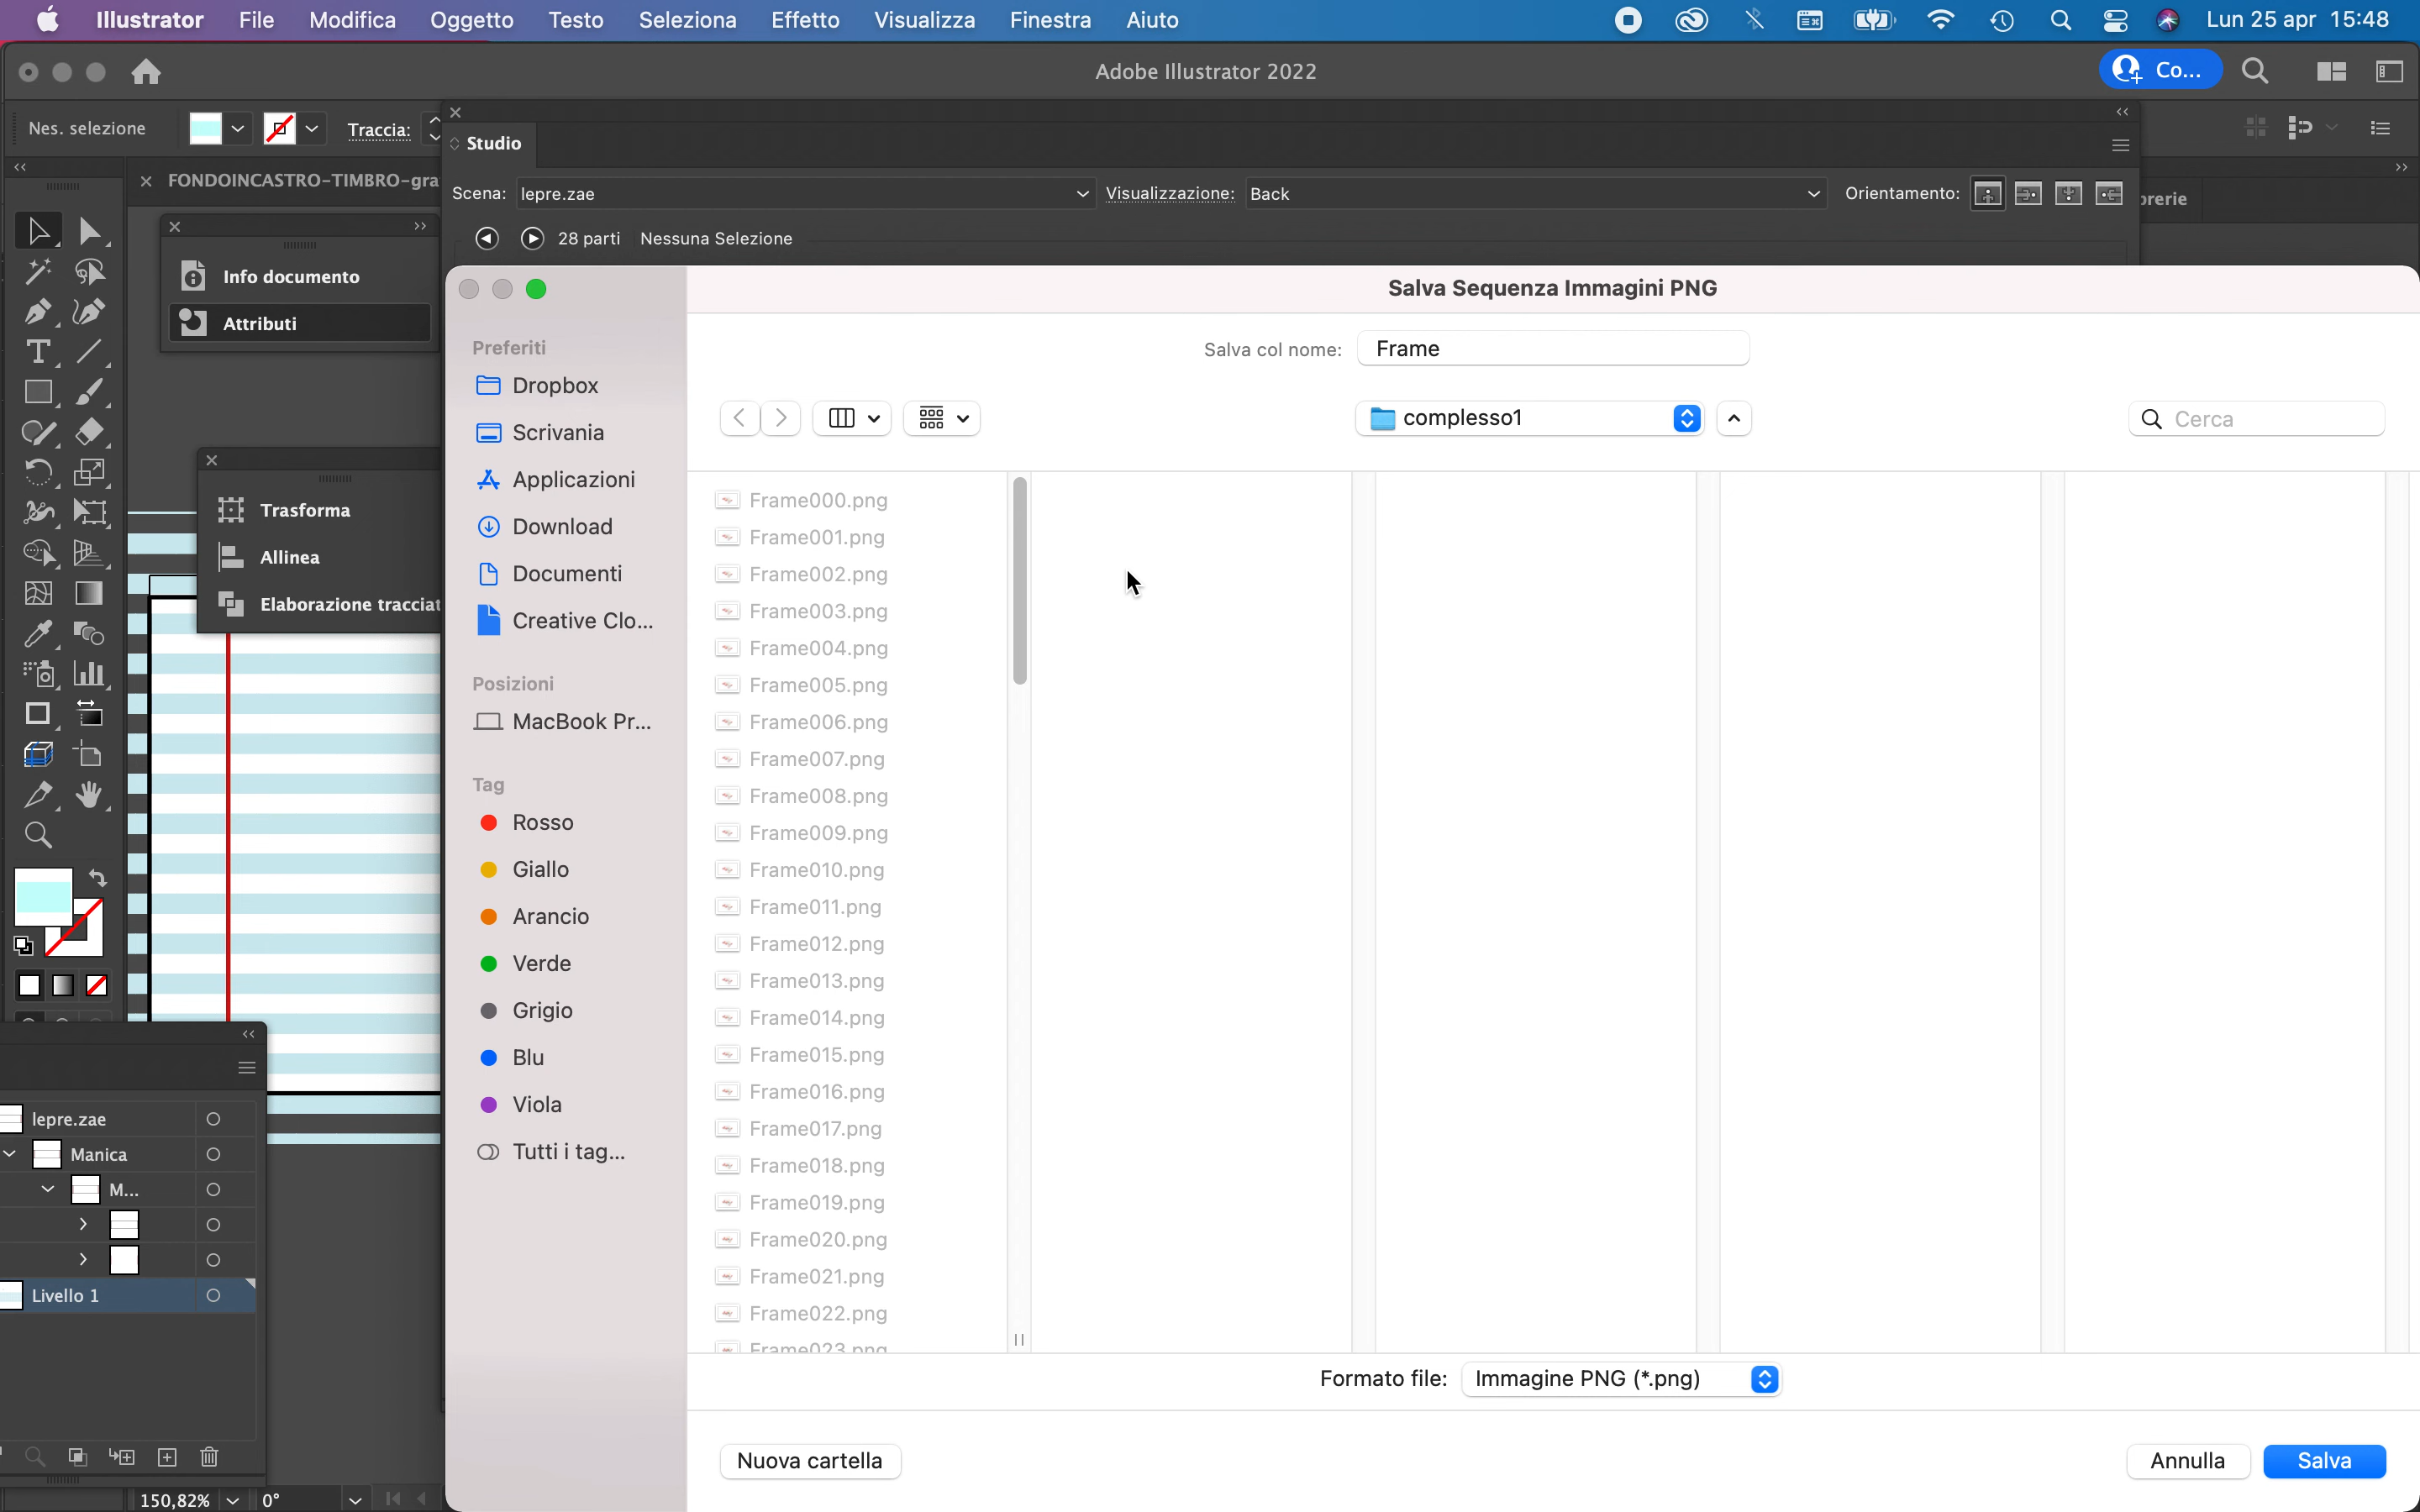 Illustrator File Modifica Oggetto Testo Seleziona Effetto Visualizza Finestra Aiuto Lun 25 apr 15:48
Adobe Illustrator 2022
Co...
Nes. selezione
Traccia:
Studio
FONDOINCASTRO-TIMBRO-gra
Scena: lepre.zae Visualizzazione: Back Orientamento:
brerie
28 parti Nessuna Selezione
Info documento
Attributi
Trasforma
Allinea
Elaborazione tracciat
Salva Sequenza Immagini PNG
Salva col nome: Frame
complesso1
Cerca
Preferiti
Dropbox
Scrivania
Applicazioni
Download
Documenti
Creative Clo...
Posizioni
MacBook Pr...
Tag
Rosso
Giallo
Arancio
Verde
Grigio
Blu
Viola
Tutti i tag...
Frame000.png
Frame001.png
Frame002.png
Frame003.png
Frame004.png
Frame005.png
Frame006.png
Frame007.png
Frame008.png
Frame009.png
Frame010.png
Frame011.png
Frame012.png
Frame013.png
Frame014.png
Frame015.png
Frame016.png
Frame017.png
Frame018.png
Frame019.png
Frame020.png
Frame021.png
Frame022.png
Frame023.png
Formato file: Immagine PNG (*.png)
Nuova cartella
Annulla
Salva
lepre.zae
Manica
M...
Livello 1
150,82% 0°